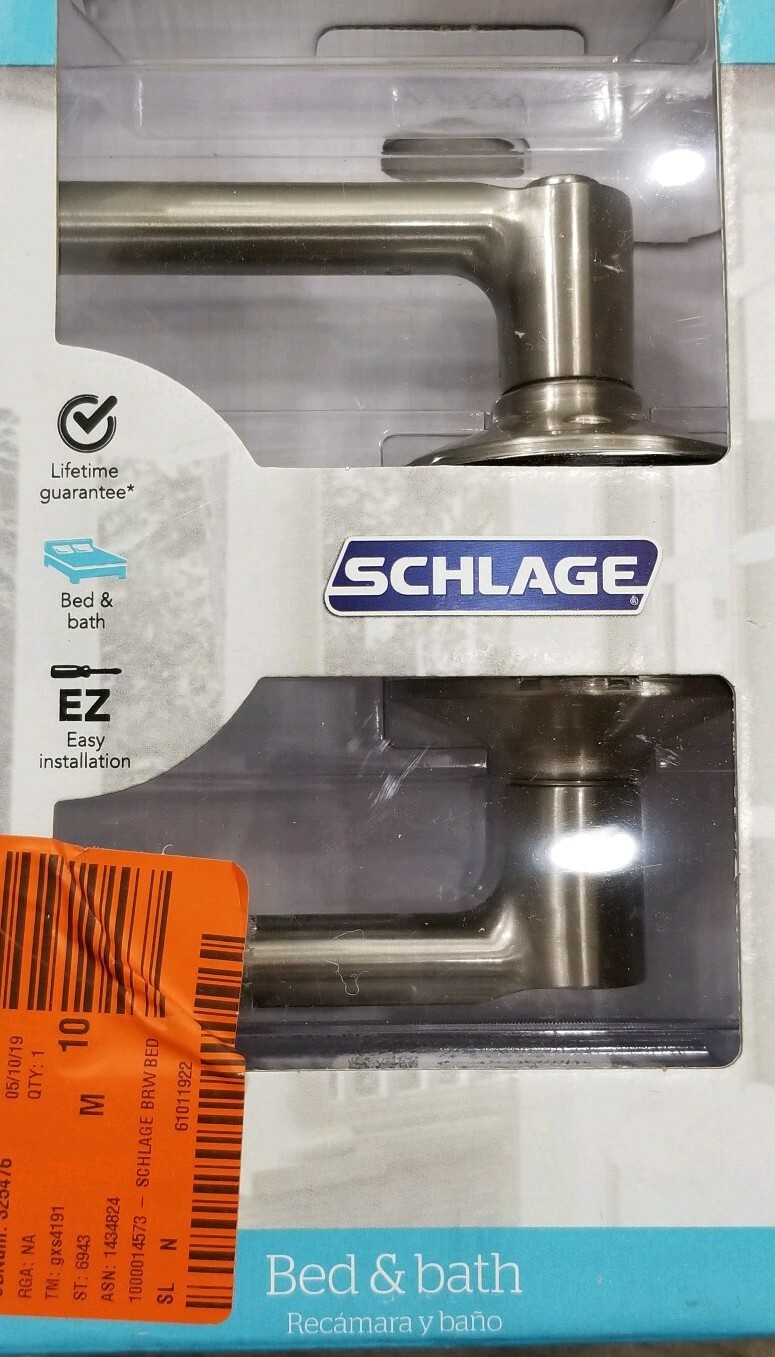 Lifetime
guarantee*
SCHLAGE®
Bed &
bath
EZ
Easy
installation
05/10/19
QTY: 1
10
M
RGA: NA
TM: gxs4191
ST: 6943
ASN: 1434824
1000014573 - SCHLAGE BRW BED
SL N
61011922
Bed & bath
Recámara y baño